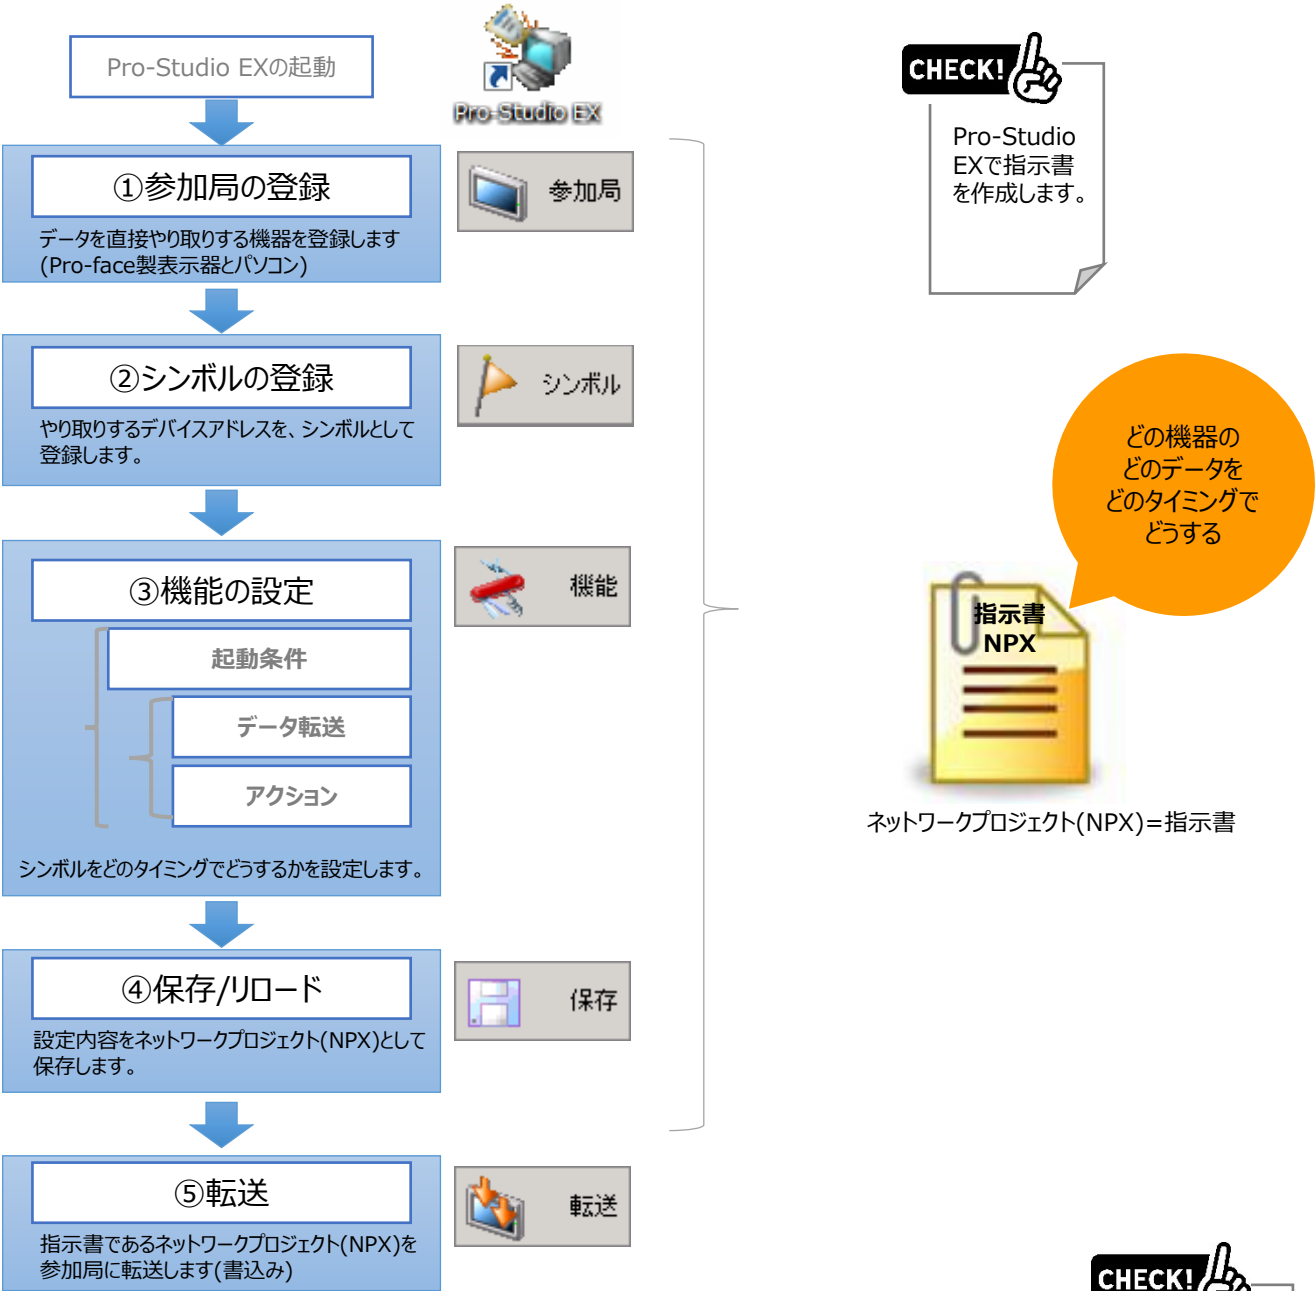 Pro-Studio EXの起動
Pro-Studio EX
①参加局の登録
データを直接やり取りする機器を登録します
(Pro-face製表示器とパソコン)
参加局
②シンボルの登録
やり取りするデバイスアドレスを、シンボルとして
登録します。
シンボル
③機能の設定
起動条件
データ転送
アクション
シンボルをどのタイミングでどうするかを設定します。
機能
④保存/リロード
設定内容をネットワークプロジェクト(NPX)として
保存します。
保存
⑤転送
指示書であるネットワークプロジェクト(NPX)を
参加局に転送します(書込み)
転送
CHECK!
Pro-Studio
EXで指示書
を作成します。
どの機器の
どのデータを
どのタイミングで
どうする
指示書
NPX
ネットワークプロジェクト(NPX)=指示書
CHECK!